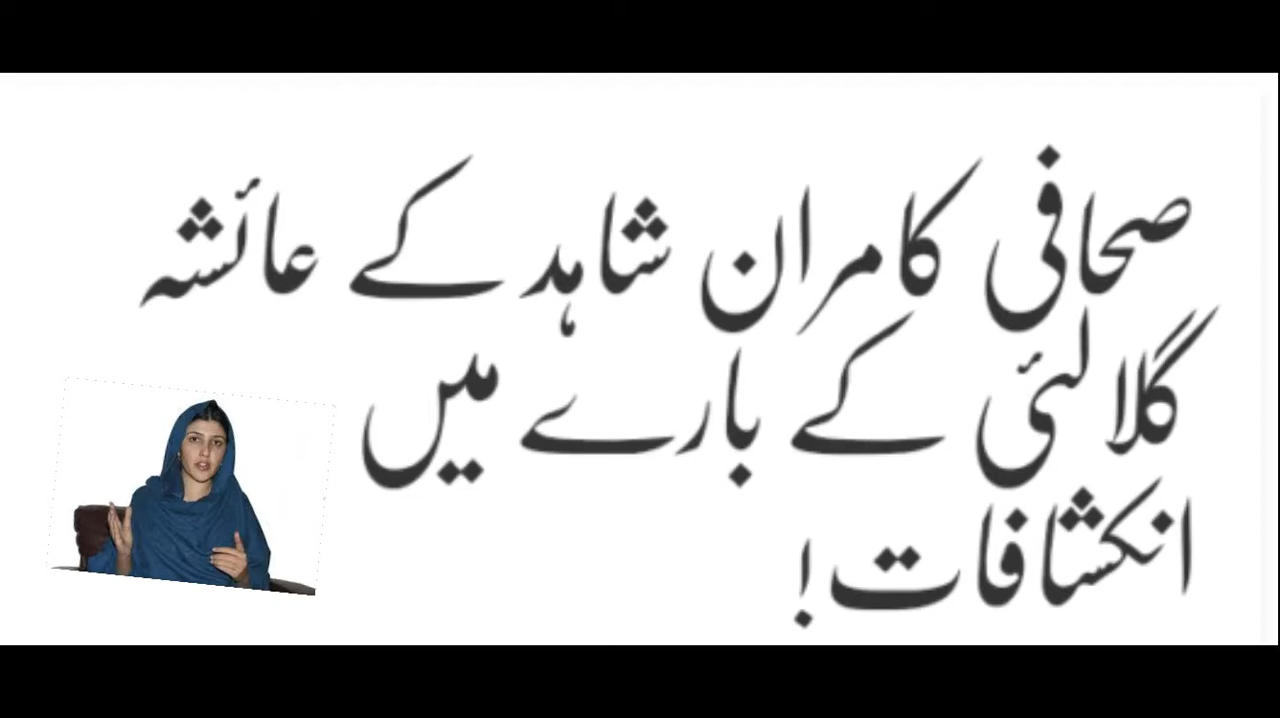 صحافی کامران شاہد کے عائشہ
گلالئی کے بارے میں
انکشافات!